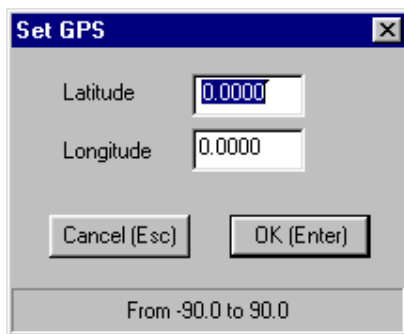 Set GPS
Latitude 0.0000
Longitude 0.0000
Cancel (Esc) OK (Enter)
From -90.0 to 90.0